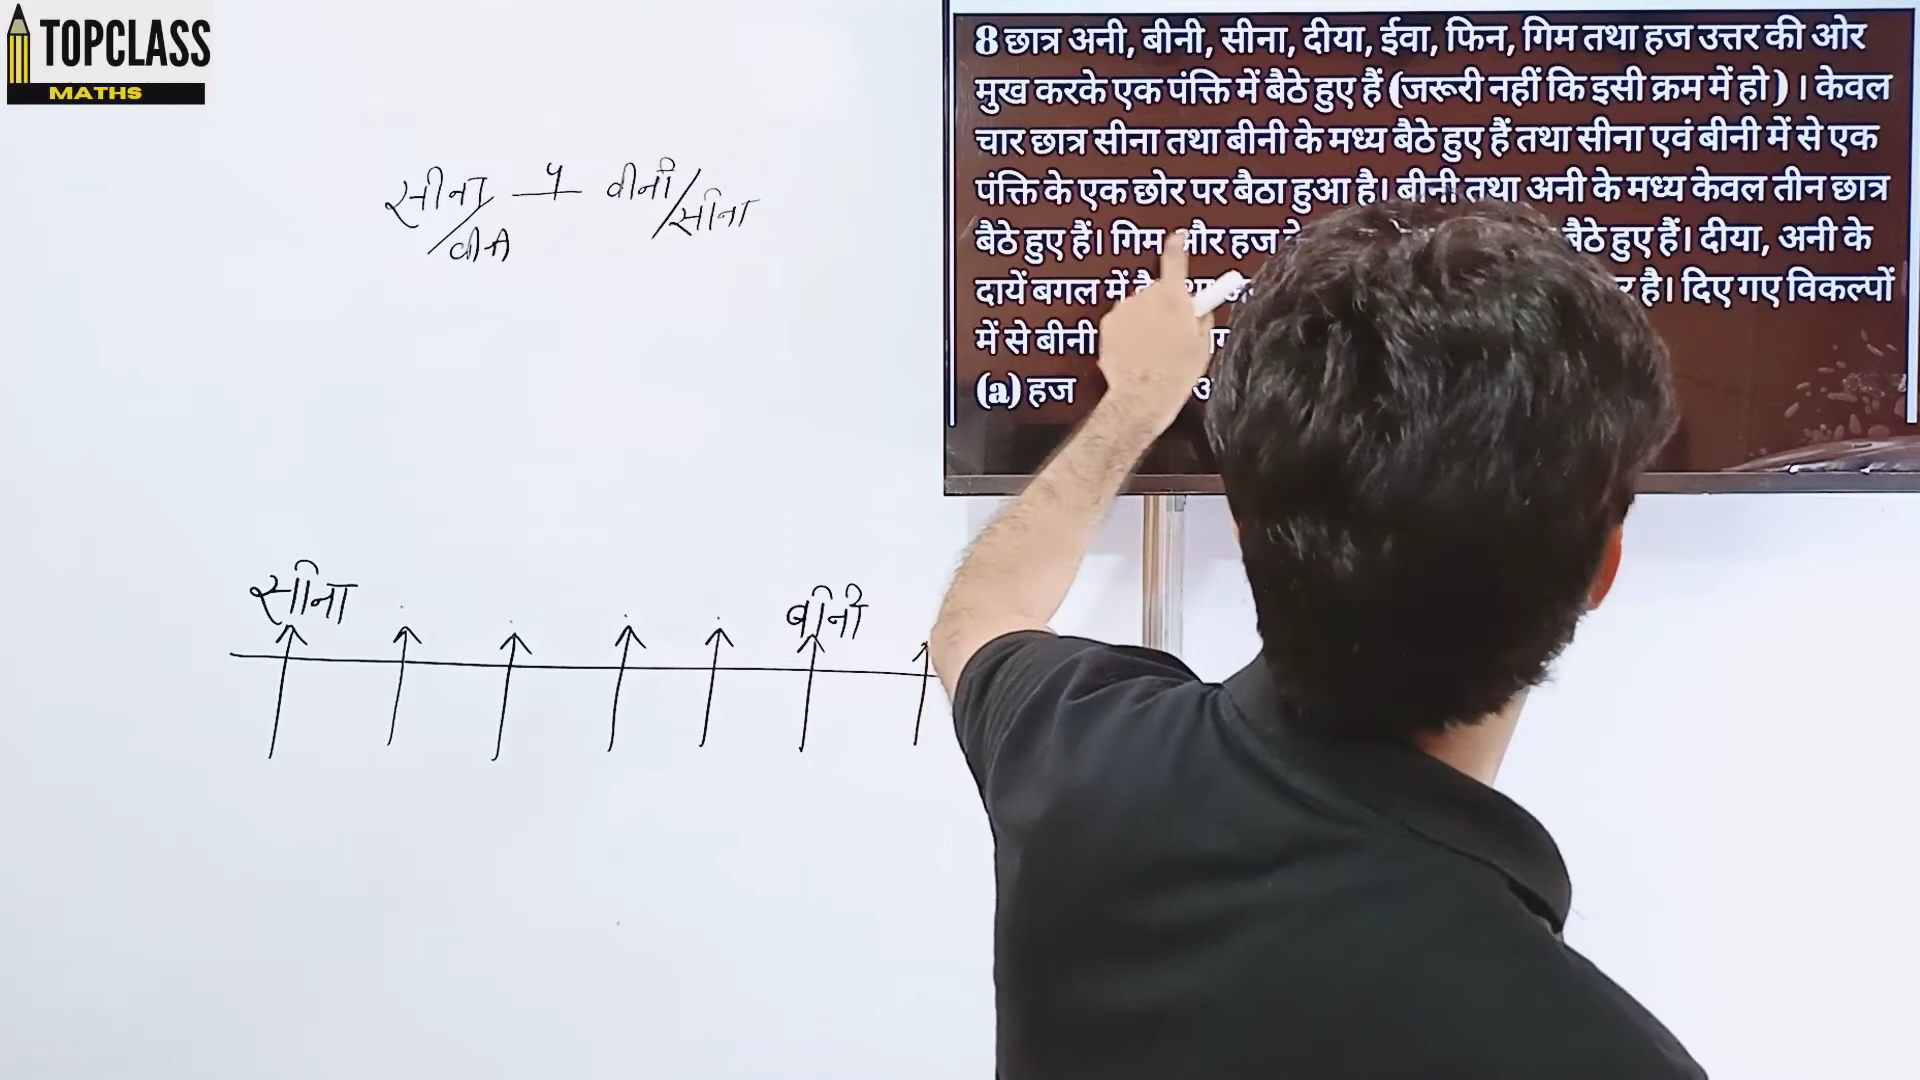 TOPCLASS
MATHS
8 छात्र अनी, बीनी, सीना, दीया, ईवा, फिन, गिम तथा हज उत्तर की ओर
मुख करके एक पंक्ति में बैठे हुए हैं (जरूरी नहीं कि इसी क्रम में हो ) । केवल
चार छात्र सीना तथा बीनी के मध्य बैठे हुए हैं तथा सीना एवं बीनी में से एक
पंक्ति के एक छोर पर बैठा हुआ है। बीनी तथा अनी के मध्य केवल तीन छात्र
बैठे हुए हैं। गिम और हज बैठे हुए हैं। दीया, अनी के
दायें बगल में है। दिए गए विकल्पों
में से बीनी
(a) हज
सीना 4 बीनी/सीना
/बीनी
सीना बीनी